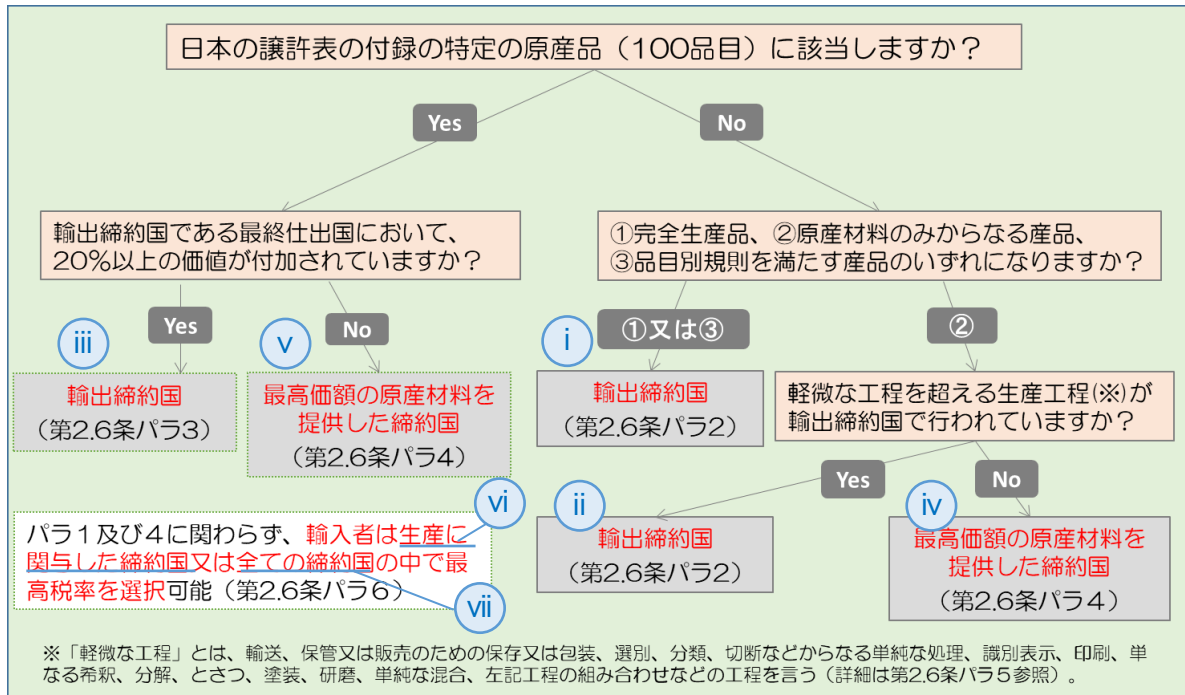 日本の譲許表の付録の特定の原産品（100品目）に該当しますか？
Yes
No
輸出締約国である最終仕出国において、
20％以上の価値が付加されていますか？
①完全生産品、②原産材料のみからなる産品、
③品目別規則を満たす産品のいずれになりますか？
iii
Yes
v
No
i
①又は③
②
輸出締約国
（第2.6条パラ3）
最高価額の原産材料を
提供した締約国
（第2.6条パラ4）
輸出締約国
（第2.6条パラ2）
軽微な工程を超える生産工程(※)が
輸出締約国で行われていますか？
Yes
No
vi
パラ１及び４に関わらず、輸入者は生産に
関与した締約国又は全ての締約国の中で最
高税率を選択可能（第2.6条パラ６）
vii
ii
輸出締約国
（第2.6条パラ2）
iv
最高価額の原産材料を
提供した締約国
（第2.6条パラ４）
※「軽微な工程」とは、輸送、保管又は販売のための保存又は包装、選別、分類、切断などからなる単純な処理、識別表示、印刷、単
なる希釈、分解、とさつ、塗装、研磨、単純な混合、左記工程の組み合わせなどの工程を言う（詳細は第2.6条パラ５参照）。